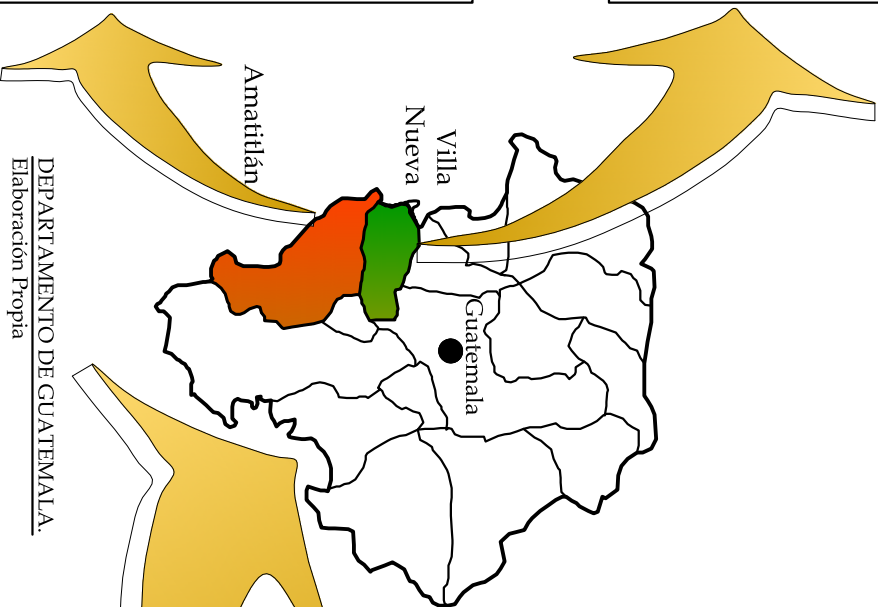 Villa
Nueva
Amatitlán
Guatemala
DEPARTAMENTO DE GUATEMALA.
Elaboración Propia